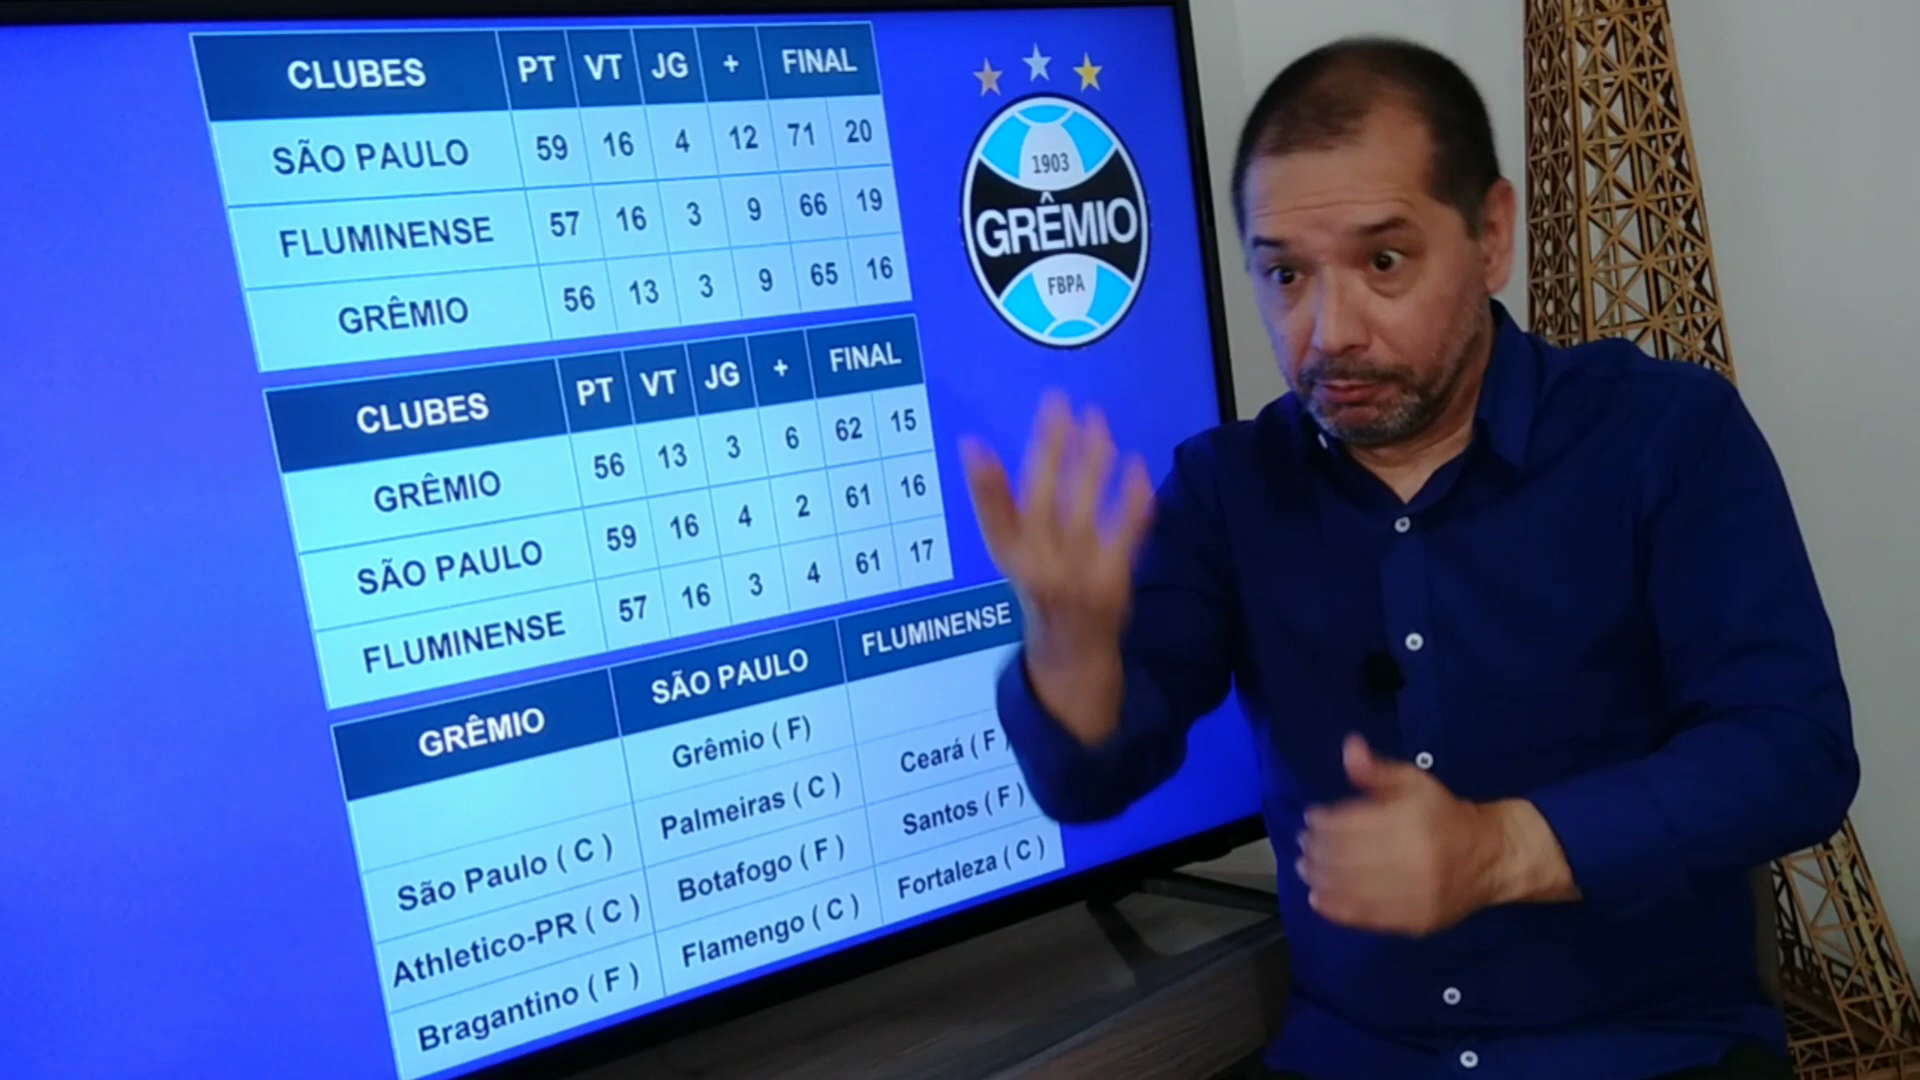 CLUBES PT VT JG + FINAL
SÃO PAULO 59 16 4 12 71 20
FLUMINENSE 57 16 3 9 66 19
GRÊMIO 56 13 3 9 65 16
1903
GRÊMIO
FBPA
CLUBES PT VT JG + FINAL
GRÊMIO 56 13 3 6 62 15
SÃO PAULO 59 16 4 2 61 16
FLUMINENSE 57 16 3 4 61 17
GRÊMIO SÃO PAULO FLUMINENSE
Grêmio ( F)
São Paulo ( C ) Palmeiras ( C ) Ceará ( F )
Athletico-PR ( C ) Botafogo ( F ) Santos ( F )
Bragantino ( F ) Flamengo ( C ) Fortaleza ( C )